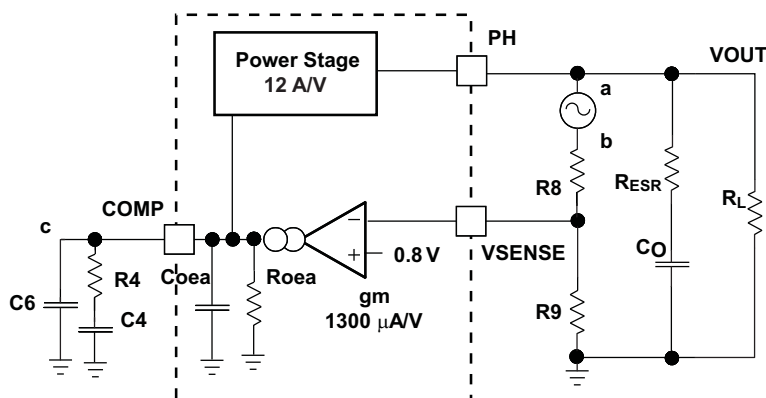 PH
VOUT
Power Stage
12 A/V
a
b
R8
RESR
RL
COMP
c
VSENSE
−
+
0.8 V
CO
R4
Coea
Roea
C6
C4
gm
1300 μA/V
R9